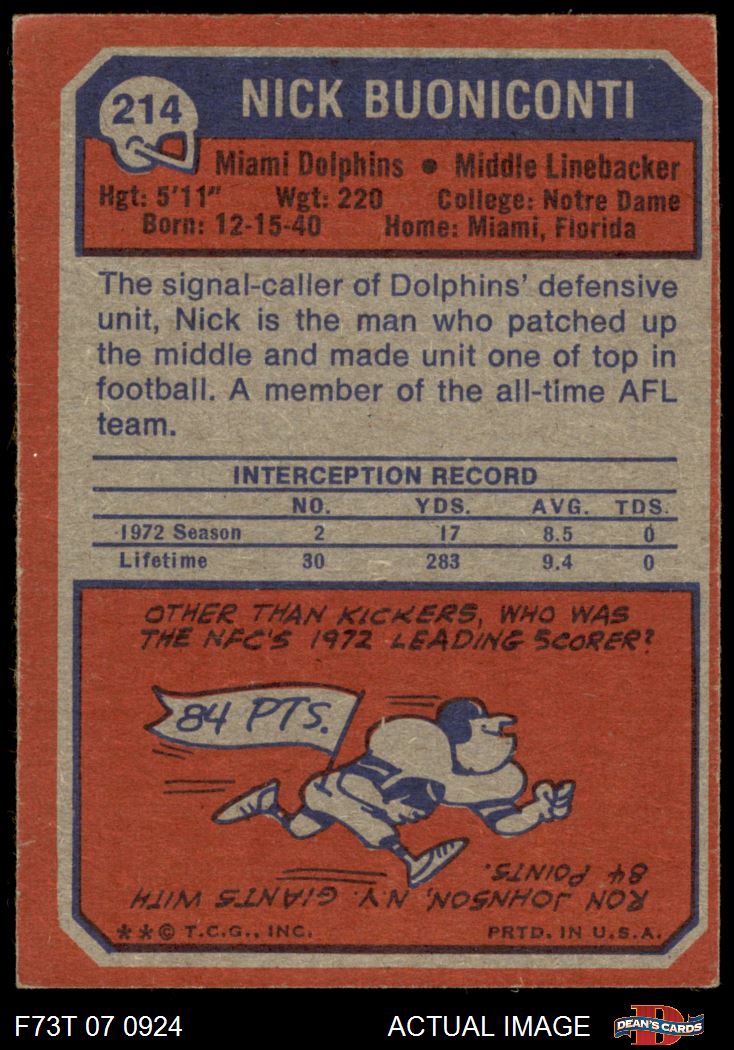 214
NICK BUONICONTI
Miami Dolphins • Middle Linebacker
Hgt: 5'11" Wgt: 220 College: Notre Dame
Born: 12-15-40 Home: Miami, Florida
The signal-caller of Dolphins' defensive
unit, Nick is the man who patched up
the middle and made unit one of top in
football. A member of the all-time AFL
team.
INTERCEPTION RECORD
NO. YDS. AVG. TDS.
1972 Season 2 17 8.5 0
Lifetime 30 283 9.4 0
OTHER THAN KICKERS, WHO WAS
THE NFC'S 1972 LEADING SCORER?
84 PTS.
RON JOHNSON, N.Y. GIANTS WITH
84 POINTS.
**© T.C.G., INC. PRTD. IN U.S.A.
F73T 07 0924 ACTUAL IMAGE
D
DEAN'S CARDS